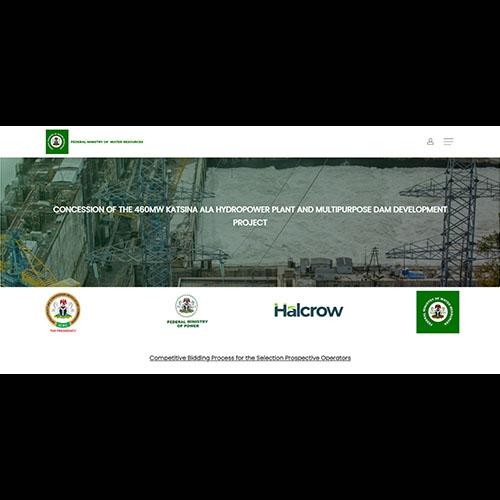 FEDERAL MINISTRY OF WATER RESOURCES
CONCESSION OF THE 460MW KATSINA ALA HYDROPOWER PLANT AND MULTIPURPOSE DAM DEVELOPMENT
PROJECT
THE PRESIDENCY
FEDERAL MINISTRY
OF POWER
Halcrow
FEDERAL MINISTRY OF WATER RESOURCES
Competitive Bidding Process for the Selection Prospective Operators